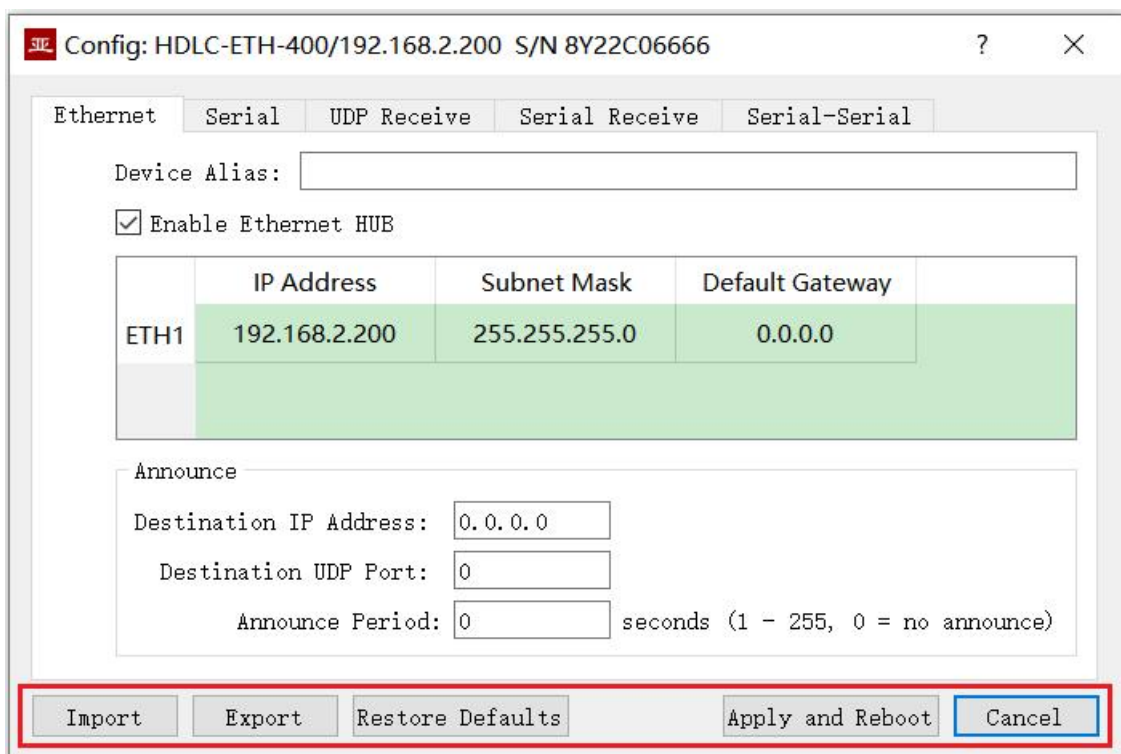 亚 Config: HDLC-ETH-400/192.168.2.200 S/N 8Y22C06666 ?
Ethernet Serial UDP Receive Serial Receive Serial-Serial
Device Alias:
Enable Ethernet HUB
IP Address Subnet Mask Default Gateway
ETH1 192.168.2.200 255.255.255.0 0.0.0.0
Announce
Destination IP Address: 0.0.0.0
Destination UDP Port: 0
Announce Period: 0 seconds (1 - 255, 0 = no announce)
Import Export Restore Defaults Apply and Reboot Cancel